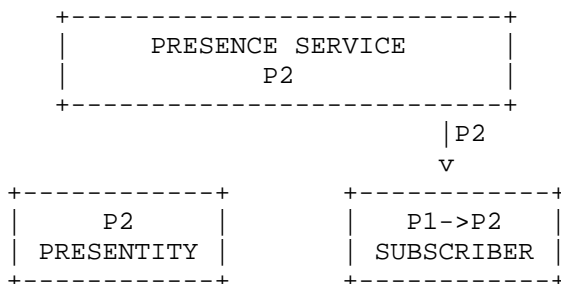 +---------------------------+
|     PRESENCE SERVICE      |
|            P2             |
+---------------------------+
|P2
v
+------------+ +------------+
| P2 | | P1->P2 |
| PRESENTITY | | SUBSCRIBER |
+------------+ +------------+